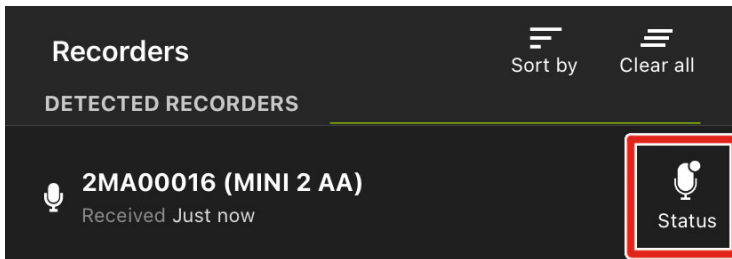 Recorders
Sort by
Clear all
DETECTED RECORDERS
2MA00016 (MINI 2 AA)
Received Just now
Status